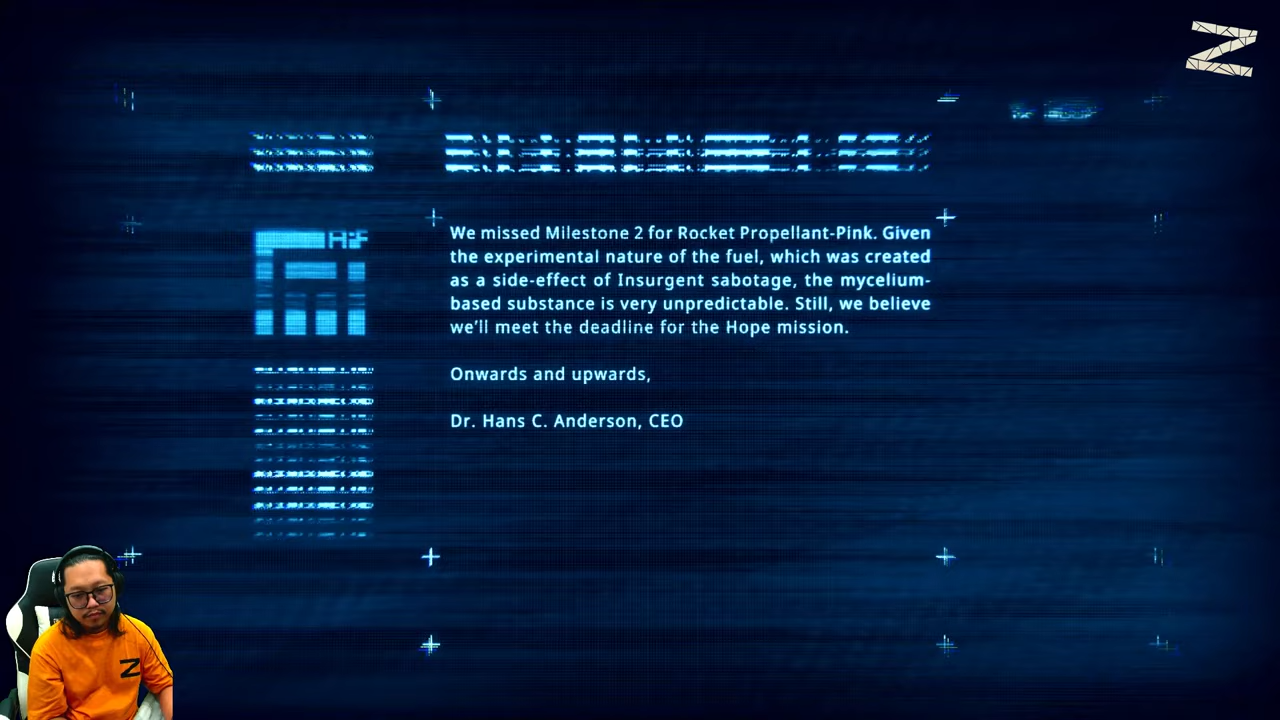 Z
We missed Milestone 2 for Rocket Propellant-Pink. Given
the experimental nature of the fuel, which was created
as a side-effect of Insurgent sabotage, the mycelium-
based substance is very unpredictable. Still, we believe
we'll meet the deadline for the Hope mission.
Onwards and upwards,
Dr. Hans C. Anderson, CEO
Z